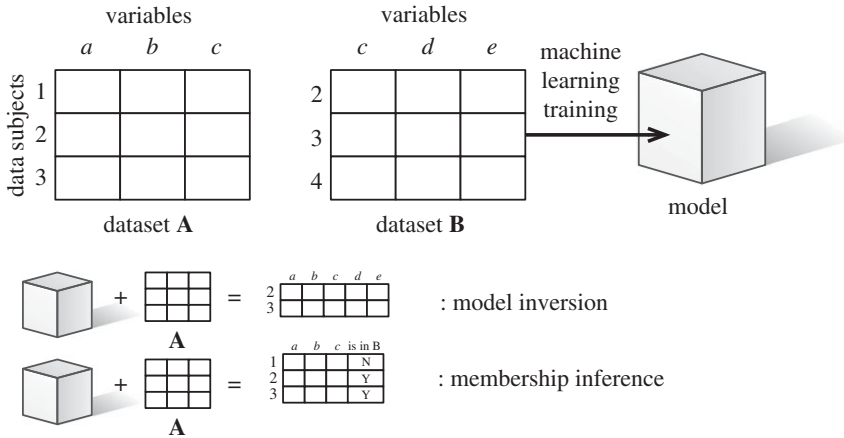 variables
a b c
data subjects
1
2
3
dataset A
variables
c d e
2
3
4
dataset B
machine
learning
training
model
+ = a b c d e
2
3
A
: model inversion
+ = a b c is in B
1 N
2 Y
3 Y
A
: membership inference